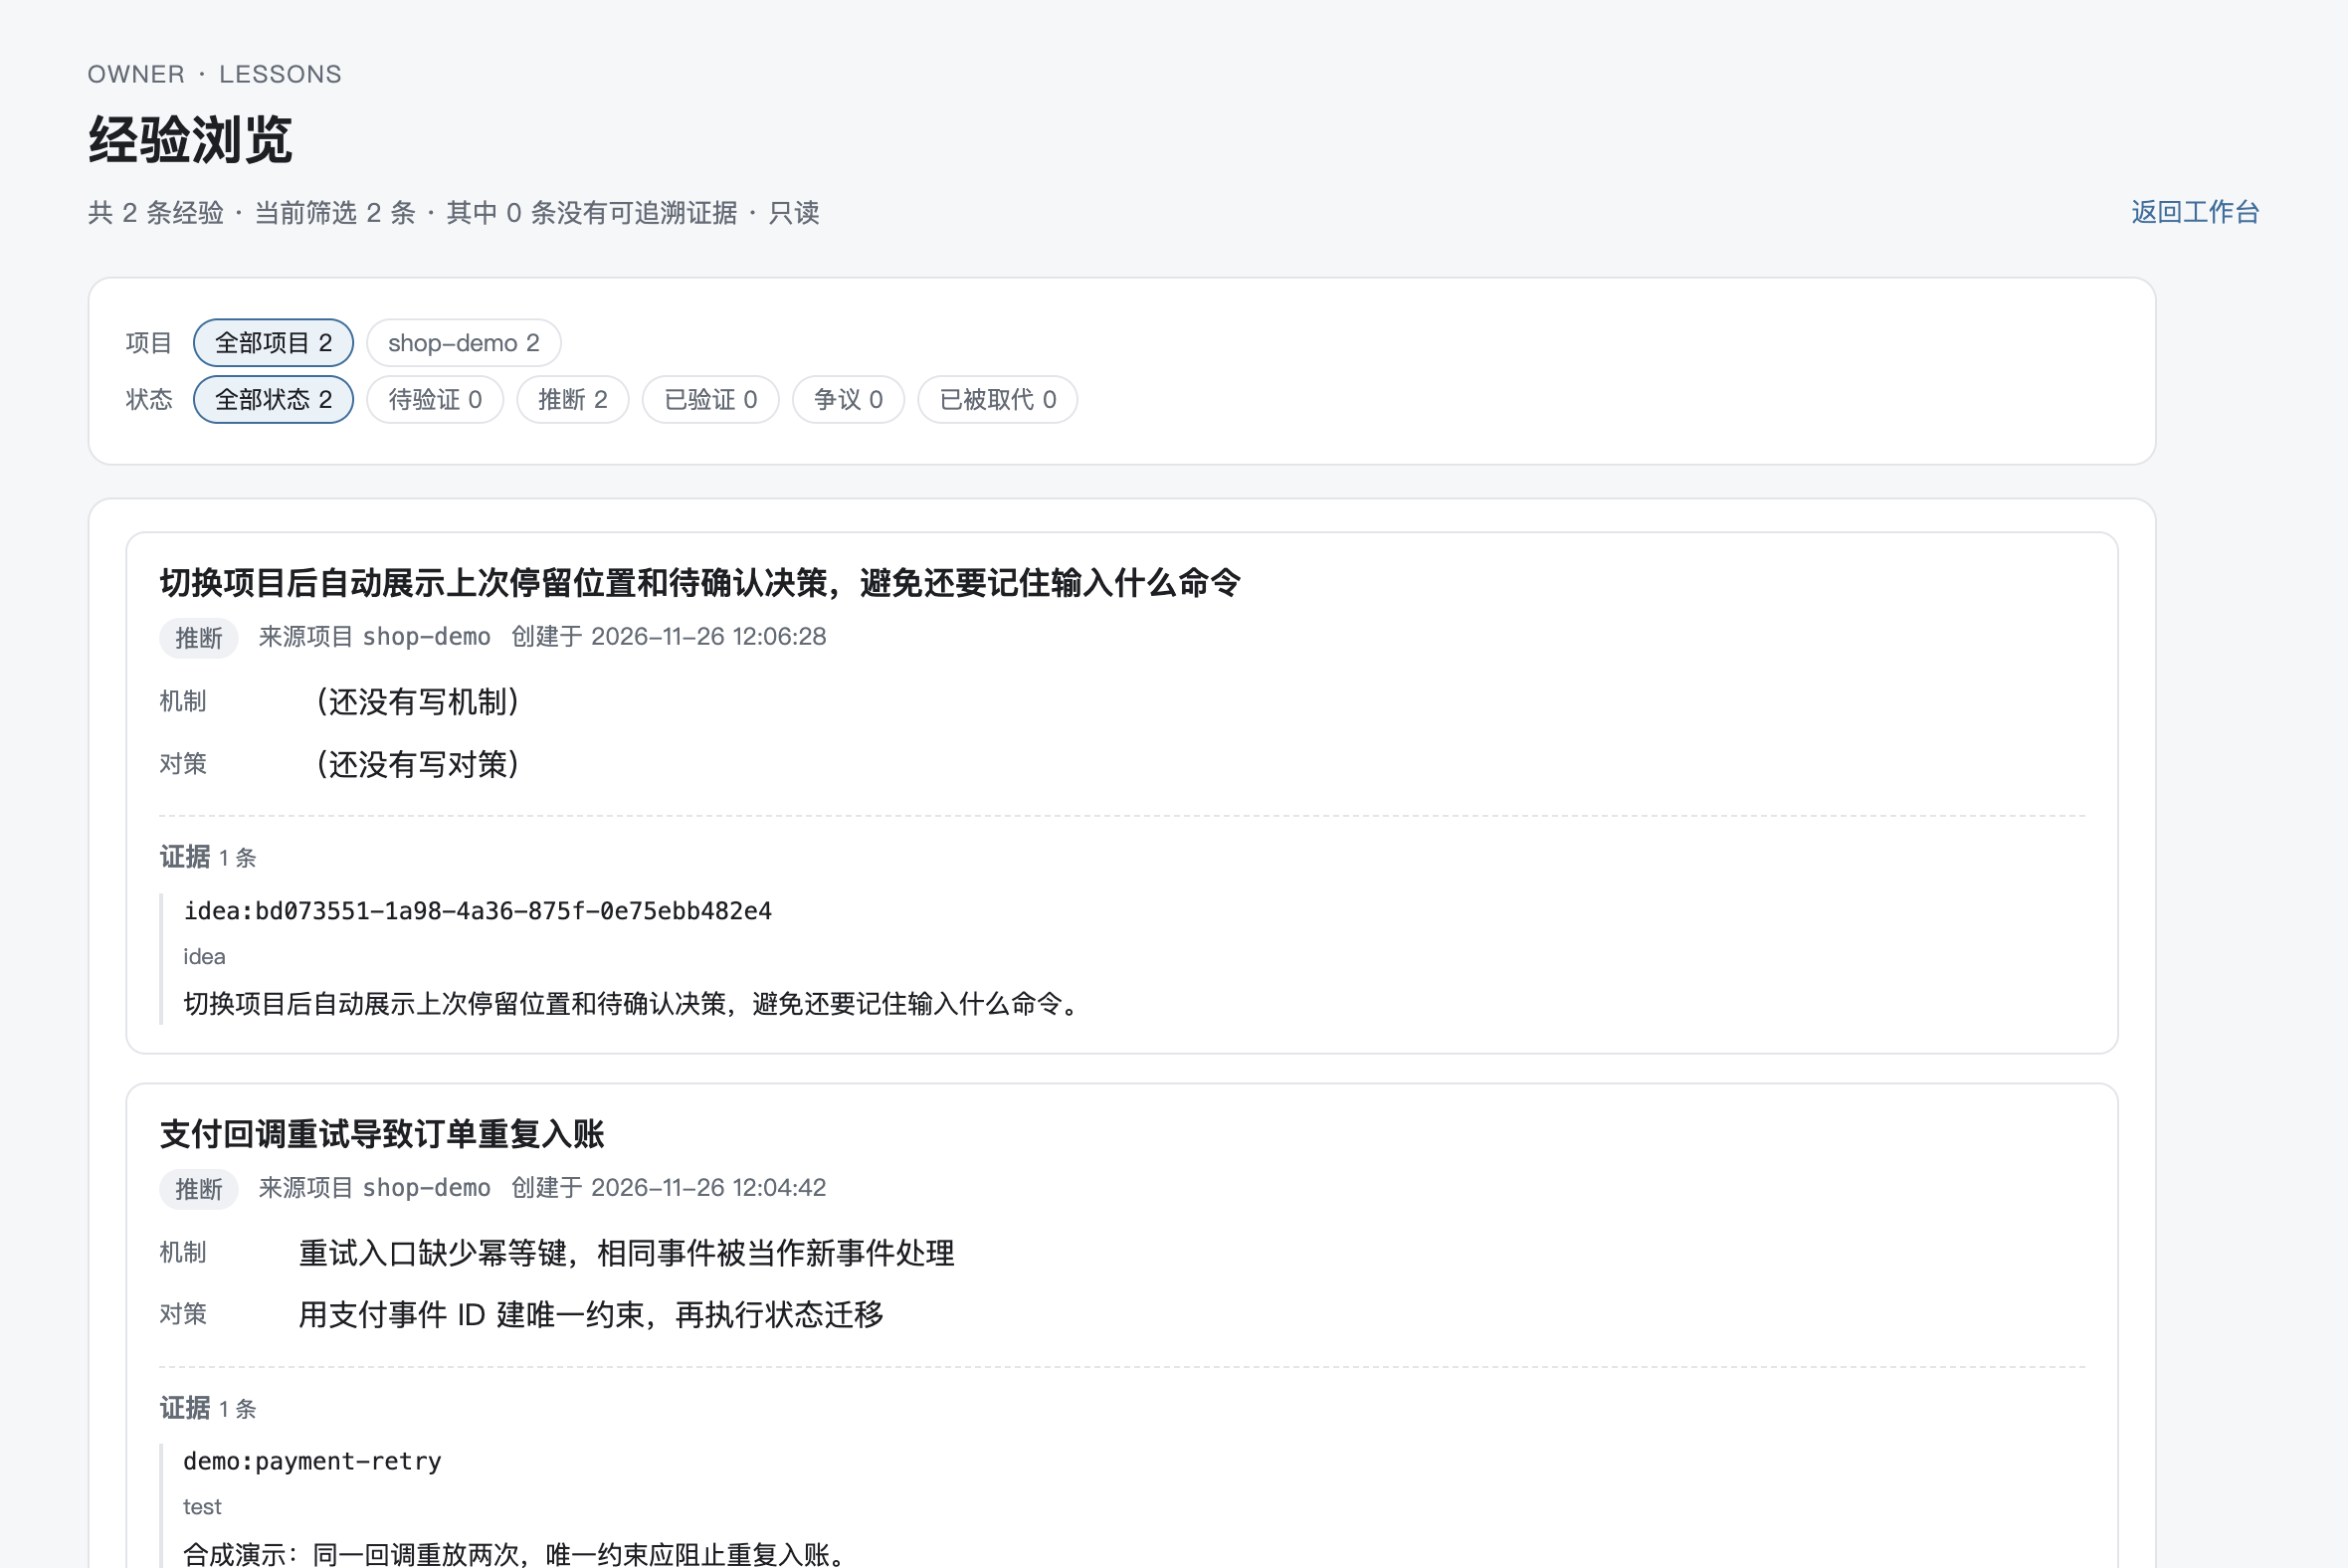 OWNER · LESSONS
经验浏览
共 2 条经验 · 当前筛选 2 条 · 其中 0 条没有可追溯证据 · 只读
返回工作台
项目 全部项目 2 shop-demo 2
状态 全部状态 2 待验证 0 推断 2 已验证 0 争议 0 已被取代 0
切换项目后自动展示上次停留位置和待确认决策，避免还要记住输入什么命令
推断 来源项目 shop-demo 创建于 2026-11-26 12:06:28
机制 （还没有写机制）
对策 （还没有写对策）
证据 1 条
idea:bd073551-1a98-4a36-875f-0e75ebb482e4
idea
切换项目后自动展示上次停留位置和待确认决策，避免还要记住输入什么命令。
支付回调重试导致订单重复入账
推断 来源项目 shop-demo 创建于 2026-11-26 12:04:42
机制 重试入口缺少幂等键，相同事件被当作新事件处理
对策 用支付事件 ID 建唯一约束，再执行状态迁移
证据 1 条
demo:payment-retry
test
合成演示：同一回调重放两次，唯一约束应阻止重复入账。